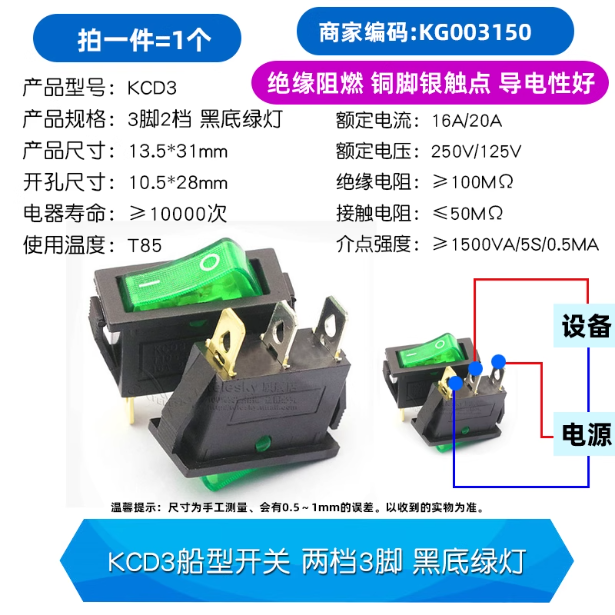 拍一件=1个
商家编码:KG003150
绝缘阻燃 铜脚银触点 导电性好
产品型号: KCD3
产品规格: 3脚2档 黑底绿灯
产品尺寸: 13.5*31mm
开孔尺寸: 10.5*28mm
电器寿命: ≥10000次
使用温度: T85
额定电流: 16A/20A
额定电压: 250V/125V
绝缘电阻: ≥100MΩ
接触电阻: ≤50MΩ
介点强度: ≥1500VA/5S/0.5MA
设备
电源
温馨提示: 尺寸为手工测量、会有0.5~1mm的误差。以收到的实物为准。
KCD3船型开关 两档3脚 黑底绿灯